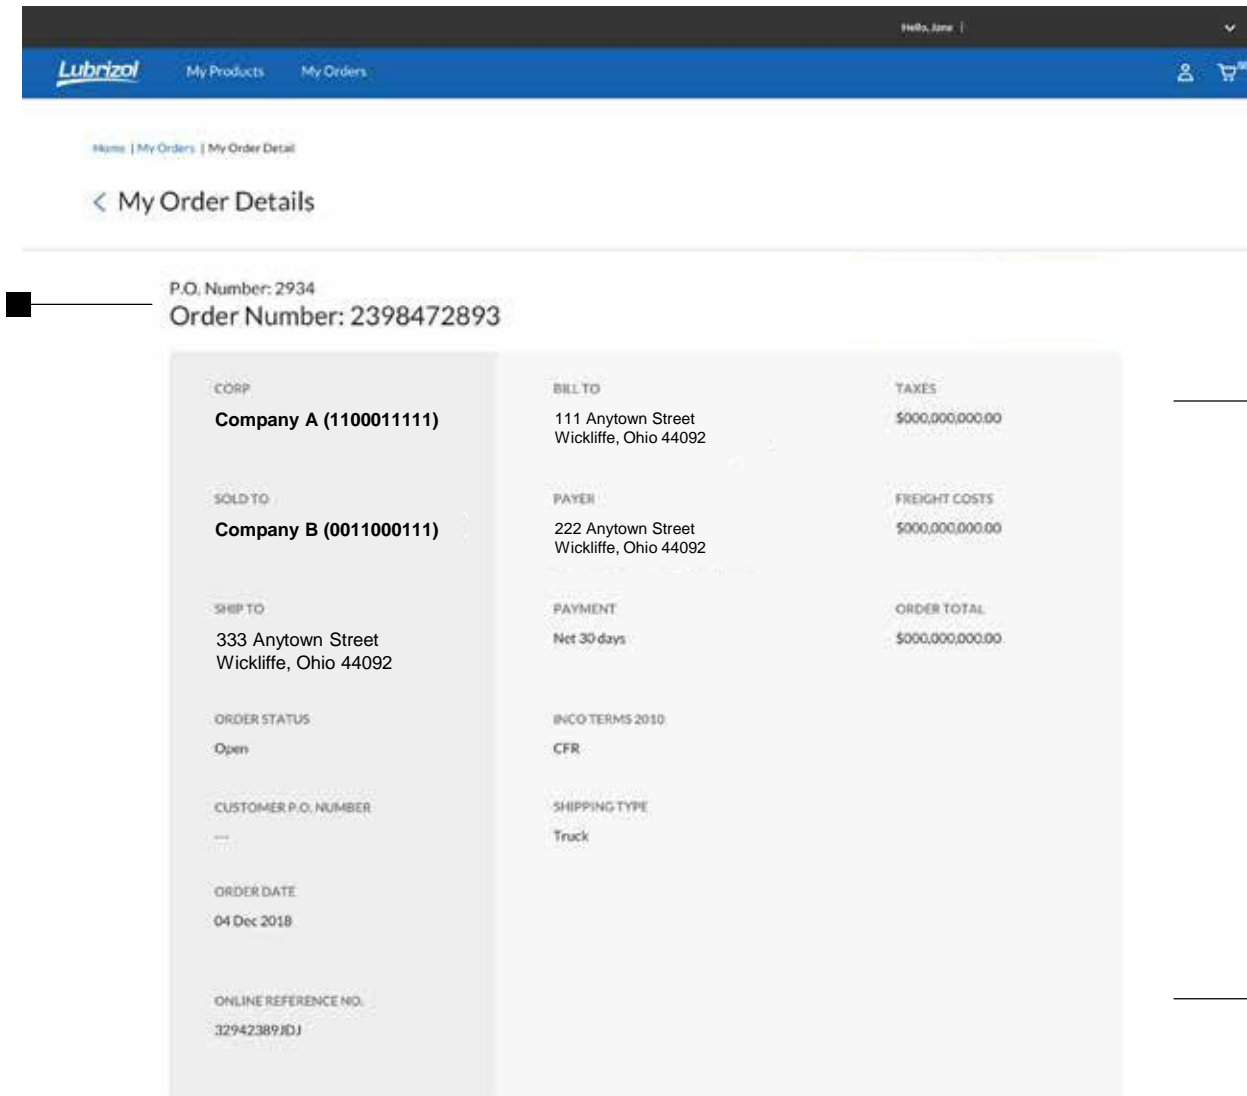 Hello, Jane |
Lubrizol My Products My Orders
Home | My Orders | My Order Detail
< My Order Details
P.O. Number: 2934
Order Number: 2398472893
CORP
Company A (1100011111)
SOLD TO
Company B (0011000111)
SHIP TO
333 Anytown Street
Wickliffe, Ohio 44092
ORDER STATUS
Open
CUSTOMER P.O. NUMBER
---
ORDER DATE
04 Dec 2018
ONLINE REFERENCE NO.
32942389JDJ
BILL TO
111 Anytown Street
Wickliffe, Ohio 44092
PAYER
222 Anytown Street
Wickliffe, Ohio 44092
PAYMENT
Net 30 days
INCO TERMS 2010
CFR
SHIPPING TYPE
Truck
TAXES
$000,000,000.00
FREIGHT COSTS
$000,000,000.00
ORDER TOTAL
$000,000,000.00